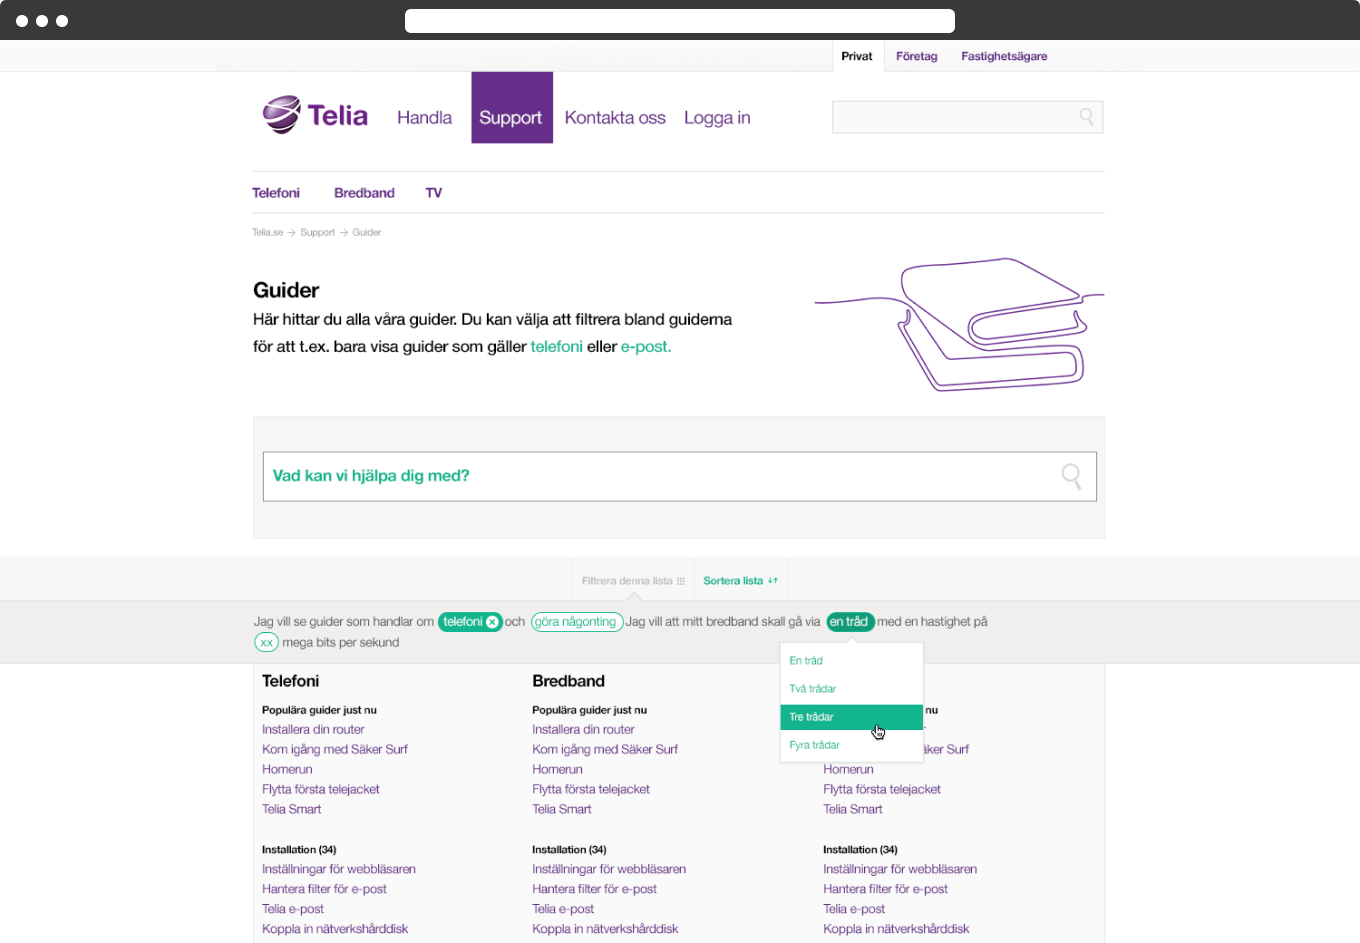 Privat Företag Fastighetsägare
Telia Handla Support Kontakta oss Logga in
Telefoni Bredband TV
Telia.se → Support → Guider
Guider
Här hittar du alla våra guider. Du kan välja att filtrera bland guiderna
för att t.ex. bara visa guider som gäller telefoni eller e-post.
Vad kan vi hjälpa dig med?
Filtrera denna lista Sortera lista
Jag vill se guider som handlar om telefoni och göra någonting Jag vill att mitt bredband skall gå via en tråd med en hastighet på
xx mega bits per sekund
En tråd
Två trådar
Tre trådar
Fyra trådar
Telefoni
Populära guider just nu
Installera din router
Kom igång med Säker Surf
Homerun
Flytta första telejacket
Telia Smart
Installation (34)
Inställningar för webbläsaren
Hantera filter för e-post
Telia e-post
Koppla in nätverkshårddisk
Bredband
Populära guider just nu
Installera din router
Kom igång med Säker Surf
Homerun
Flytta första telejacket
Telia Smart
Installation (34)
Inställningar för webbläsaren
Hantera filter för e-post
Telia e-post
Koppla in nätverkshårddisk
nu
Surf
Homerun
Flytta första telejacket
Telia Smart
Installation (34)
Inställningar för webbläsaren
Hantera filter för e-post
Telia e-post
Koppla in nätverkshårddisk